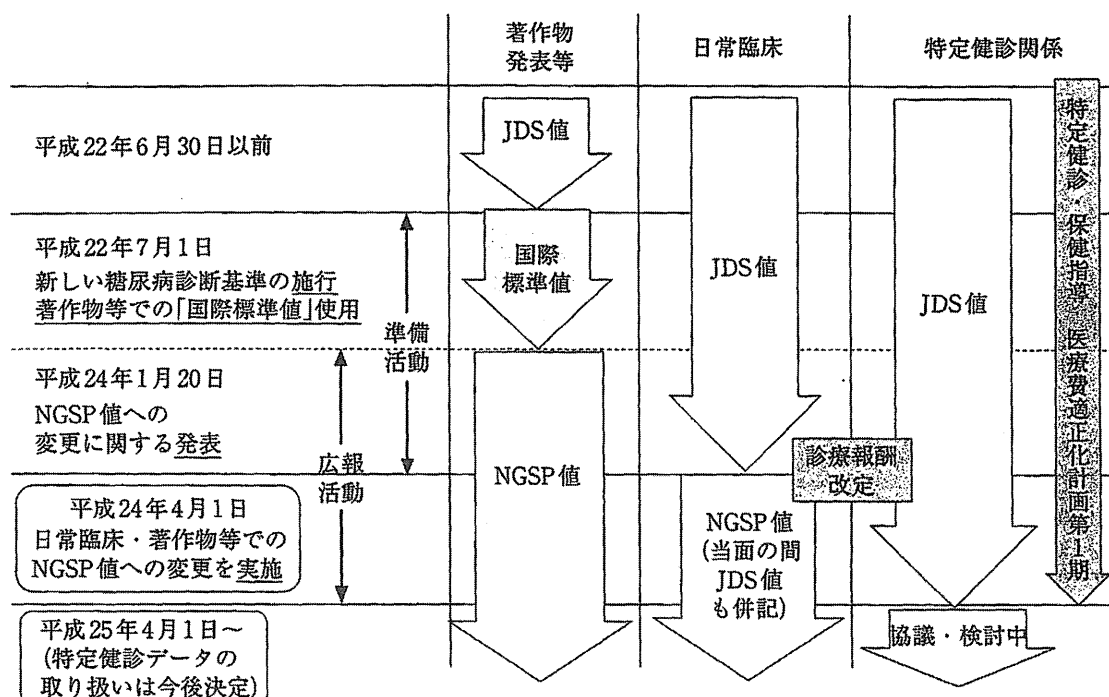 著作物
発表等
日常臨床
特定健診関係
平成22年6月30日以前
JDS値
JDS値
JDS値
特定健診・保健指導 医療費適正化計画第1期
平成22年7月1日
新しい糖尿病診断基準の施行
著作物等での「国際標準値」使用
国際
標準値
準備
活動
平成24年1月20日
NGSP値への
変更に関する発表
広報
活動
NGSP値
診療報酬
改定
平成24年4月1日
日常臨床・著作物等での
NGSP値への変更を実施
NGSP値
(当面の間
JDS値
も併記)
平成25年4月1日～
(特定健診データの
取り扱いは今後決定)
協議・検討中